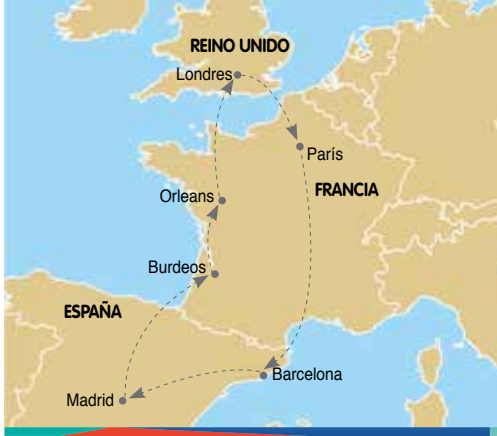 REINO UNIDO
Londres
París
Orleans
FRANCIA
Burdeos
ESPAÑA
Barcelona
Madrid